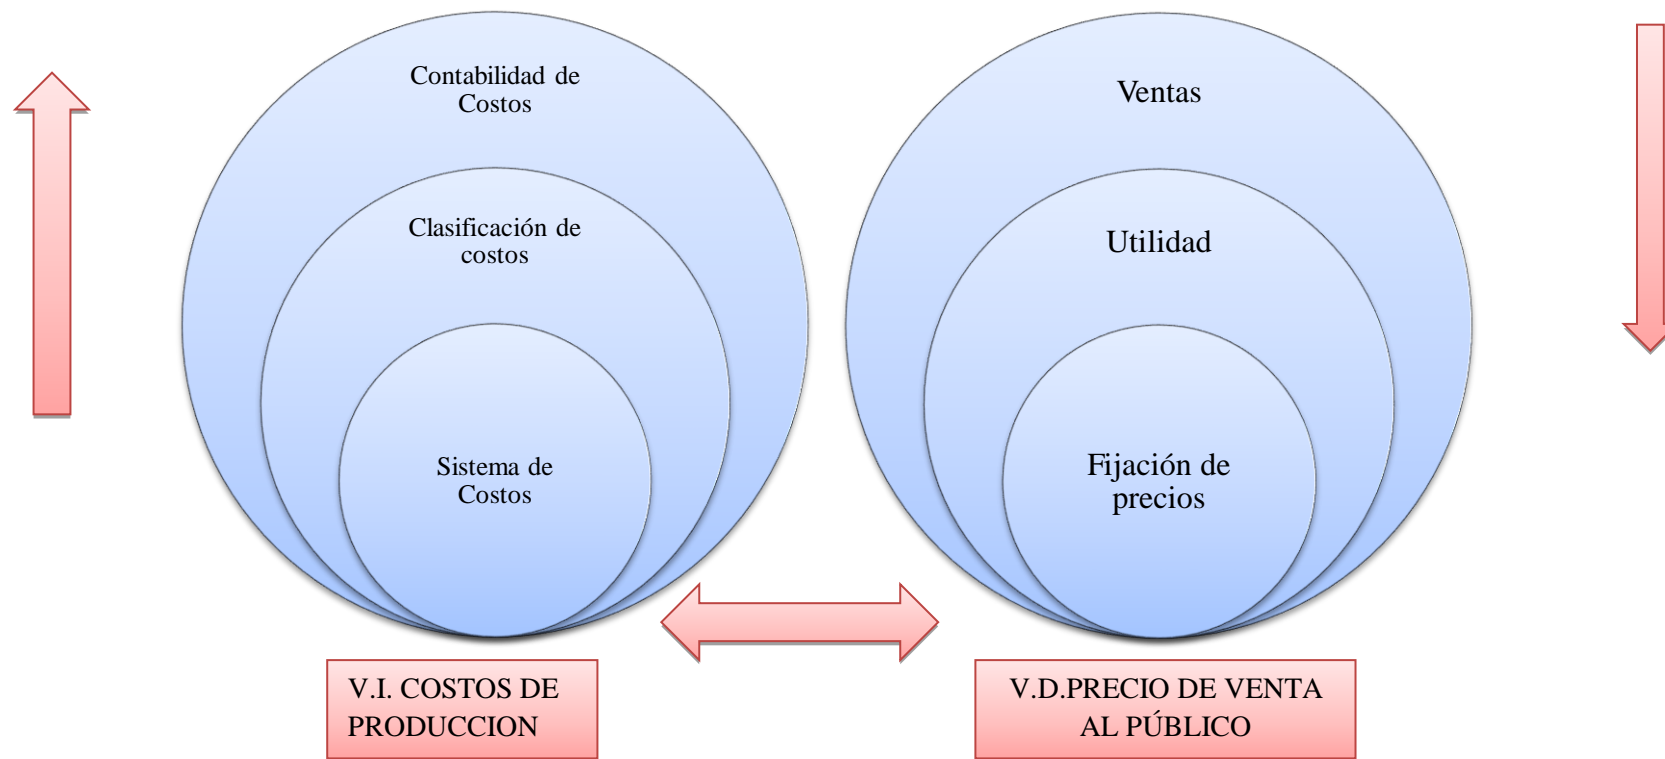 Contabilidad de
Costos
Clasificación de
costos
Sistema de
Costos
Ventas
Utilidad
Fijación de
precios
V.I. COSTOS DE
PRODUCCION
V.D.PRECIO DE VENTA
AL PÚBLICO